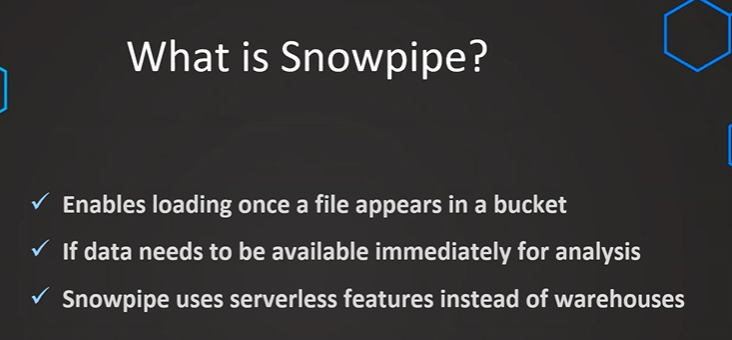 What is Snowpipe?
✓ Enables loading once a file appears in a bucket
✓ If data needs to be available immediately for analysis
✓ Snowpipe uses serverless features instead of warehouses